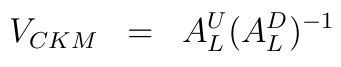 V_{CKM} = A_L^U (A_L^D)^{-1}